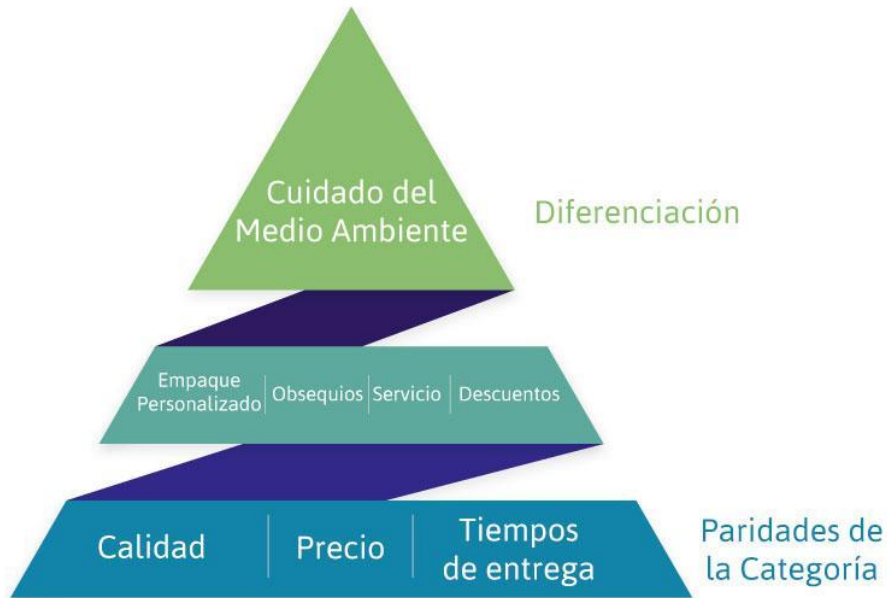 Cuidado del
Medio Ambiente
Diferenciación
Empaque
Personalizado
Obsequios
Servicio
Descuentos
Calidad
Precio
Tiempos
de entrega
Paridades de
la Categoría